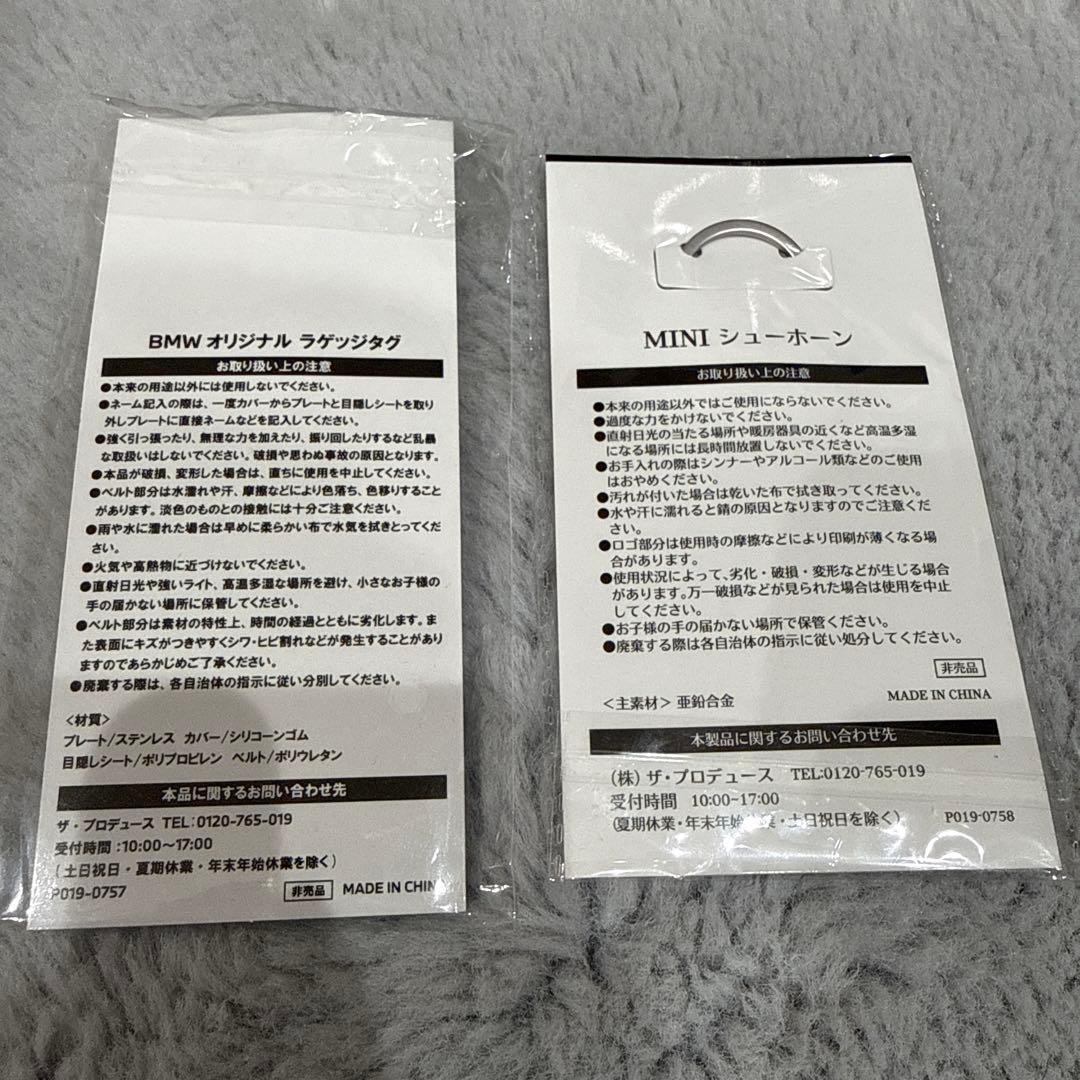 BMW オリジナル ラゲッジタグ
お取り扱い上の注意
●本来の用途以外には使用しないでください。
●ネーム記入の際は、一度カバーからプレートと目隠しシートを取り
外しプレートに直接ネームなどを記入してください。
●強く引っ張ったり、無理な力を加えたり、振り回したりするなど乱暴
な取扱いはしないでください。破損や思わぬ事故の原因となります。
●本品が破損、変形した場合は、直ちに使用を中止してください。
●ベルト部分は水濡れや汗、摩擦などにより色落ち、色移りすること
があります。淡色のものとの接触には十分ご注意ください。
●雨や水に濡れた場合は早めに柔らかい布で水気を拭きとってくだ
さい。
●火気や高熱物に近づけないでください。
●直射日光や強いライト、高温多湿な場所を避け、小さなお子様の
手の届かない場所に保管してください。
●ベルト部分は素材の特性上、時間の経過とともに劣化します。ま
た表面にキズがつきやすくシワ・ヒビ割れなどが発生することがあり
ますのであらかじめご了承ください。
●廃棄する際は、各自治体の指示に従い分別してください。
<材質>
プレート/ステンレス カバー/シリコーンゴム
目隠しシート/ポリプロピレン ベルト/ポリウレタン
本品に関するお問い合わせ先
ザ・プロデュース TEL:0120-765-019
受付時間:10:00〜17:00
(土日祝日・夏期休業・年末年始休業を除く)
P019-0757 非売品 MADE IN CHIN
MINI シューホーン
お取り扱い上の注意
●本来の用途以外ではご使用にならないでください。
●過度な力をかけないでください。
●直射日光の当たる場所や暖房器具の近くなど高温多湿
になる場所には長時間放置しないでください。
●お手入れの際はシンナーやアルコール類などのご使用
はおやめください。
●汚れが付いた場合は乾いた布で拭き取ってください。
●水や汗に濡れると錆の原因となりますのでご注意くだ
さい。
●ロゴ部分は使用時の摩擦などにより印刷が薄くなる場
合があります。
●使用状況によって、劣化・破損・変形などが生じる場合
があります。万一破損などが見られた場合は使用を中止
してください。
●お子様の手の届かない場所で保管してください。
●廃棄する際は各自治体の指示に従い処分してください。
非売品
<主素材> 亜鉛合金 MADE IN CHINA
本製品に関するお問い合わせ先
(株) ザ・プロデュース TEL:0120-765-019
受付時間 10:00~17:00
(夏期休業・年末年始休業・土日祝日を除く) P019-0758